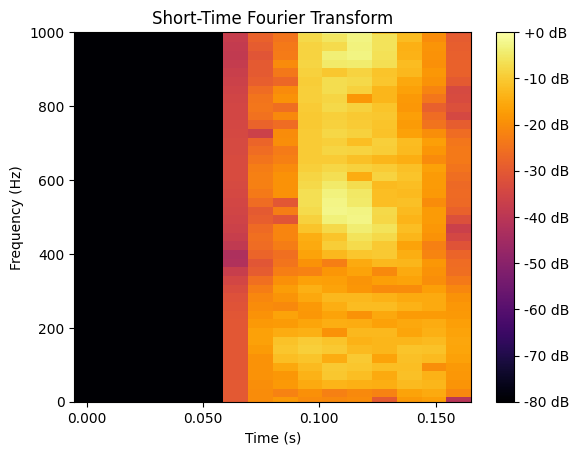 Short-Time Fourier Transform
1000
800
600
400
200
0
Frequency (Hz)
0.000
0.050
0.100
0.150
Time (s)
+0 dB
-10 dB
-20 dB
-30 dB
-40 dB
-50 dB
-60 dB
-70 dB
-80 dB